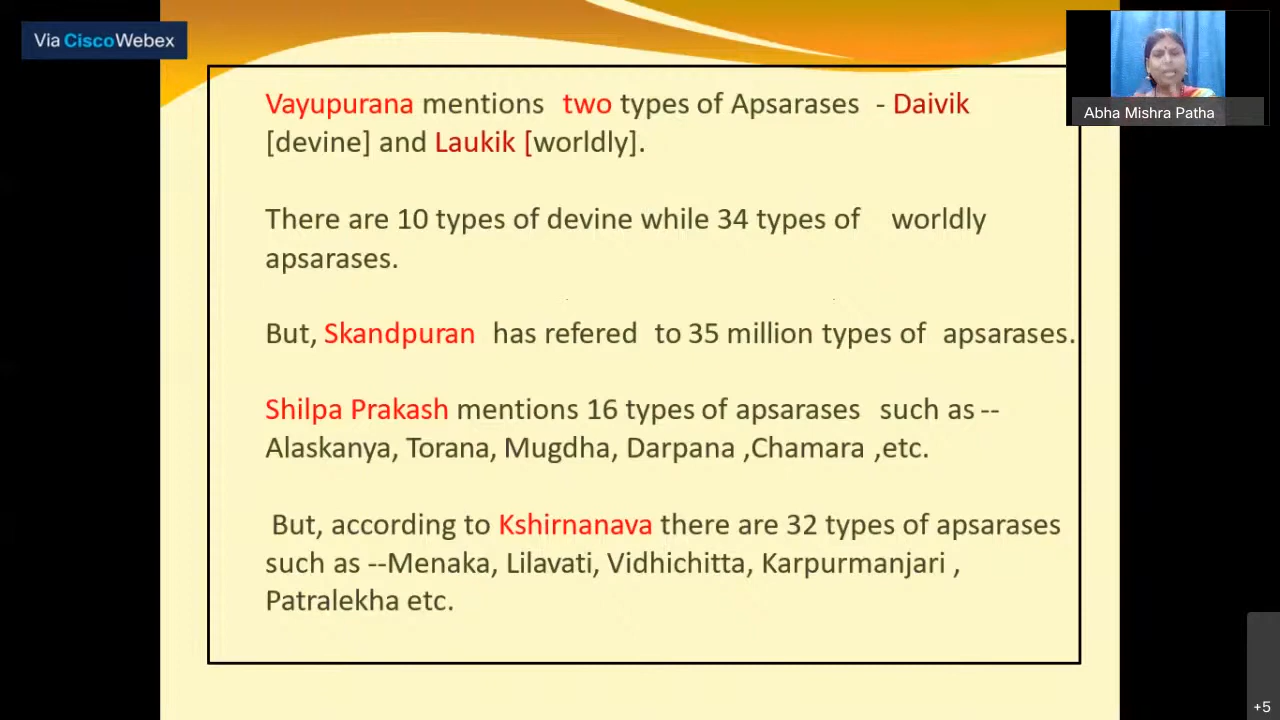 Via CiscoWebex
Abha Mishra Patha
Vayupurana mentions two types of Apsarases - Daivik
[devine] and Laukik [worldly].
There are 10 types of devine while 34 types of worldly
apsarases.
But, Skandpuran has refered to 35 million types of apsarases.
Shilpa Prakash mentions 16 types of apsarases such as --
Alaskanya, Torana, Mugdha, Darpana ,Chamara ,etc.
But, according to Kshirnanava there are 32 types of apsarases
such as --Menaka, Lilavati, Vidhichitta, Karpurmanjari ,
Patralekha etc.
+5